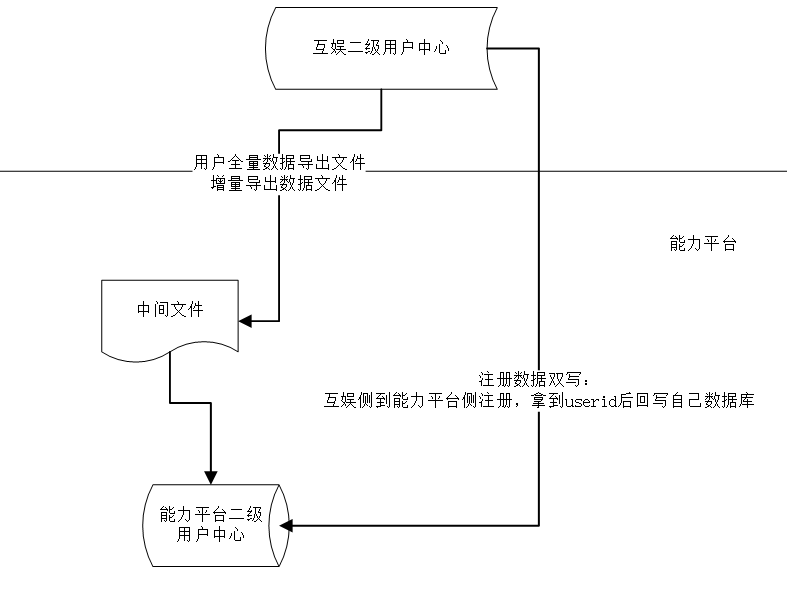 互娱二级用户中心
用户全量数据导出文件
增量导出数据文件
能力平台
中间文件
注册数据双写：
互娱侧到能力平台侧注册，拿到userid后回写自己数据库
能力平台二级
用户中心